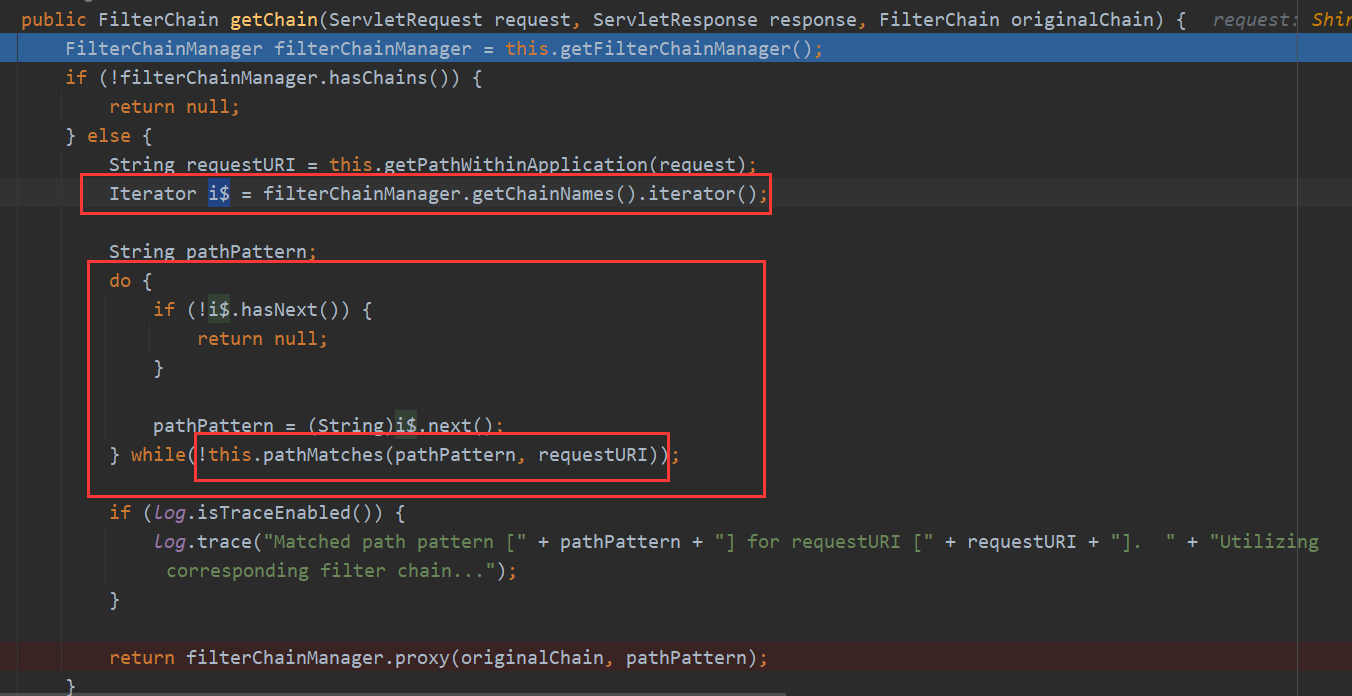 public FilterChain getChain(ServletRequest request, ServletResponse response, FilterChain originalChain) { request: Shir
FilterChainManager filterChainManager = this.getFilterChainManager();
if (!filterChainManager.hasChains()) {
return null;
} else {
String requestURI = this.getPathWithinApplication(request);
Iterator i$ = filterChainManager.getChainNames().iterator();
String pathPattern;
do {
if (!i$.hasNext()) {
return null;
}
pathPattern = (String)i$.next();
} while(!this.pathMatches(pathPattern, requestURI));
if (log.isTraceEnabled()) {
log.trace("Matched path pattern [" + pathPattern + "] for requestURI [" + requestURI + "].  " + "Utilizing
corresponding filter chain...");
}
return filterChainManager.proxy(originalChain, pathPattern);
}